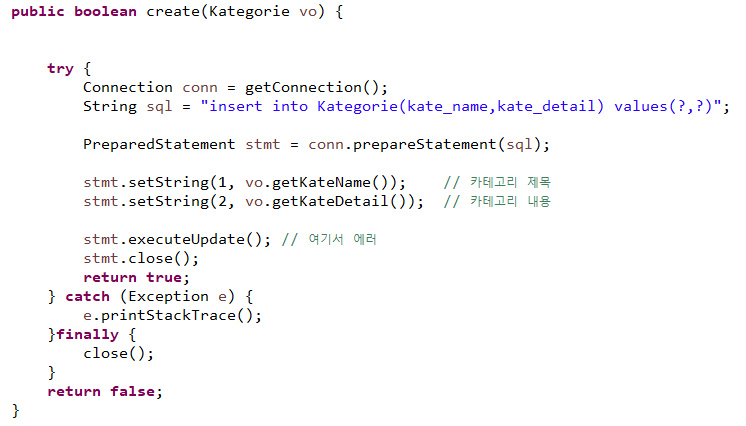 public boolean create(Kategorie vo) {
try {
Connection conn = getConnection();
String sql = "insert into Kategorie(kate_name,kate_detail) values(?,?)";
PreparedStatement stmt = conn.prepareStatement(sql);
stmt.setString(1, vo.getKateName()); // 카테고리 제목
stmt.setString(2, vo.getKateDetail()); // 카테고리 내용
stmt.executeUpdate(); // 여기서 에러
stmt.close();
return true;
} catch (Exception e) {
e.printStackTrace();
}finally {
close();
}
return false;
}